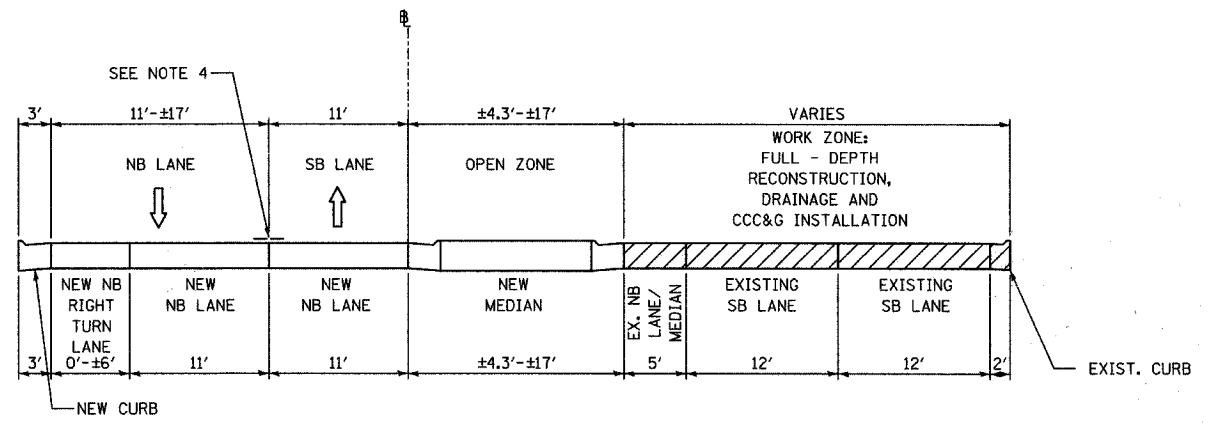 ℄
SEE NOTE 4
3'
11'-±17'
11'
±4.3'-±17'
VARIES
NB LANE
SB LANE
OPEN ZONE
WORK ZONE:
FULL - DEPTH
RECONSTRUCTION,
DRAINAGE AND
CCC&G INSTALLATION
NEW NB
RIGHT
TURN
LANE
NEW
NB LANE
NEW
NB LANE
NEW
MEDIAN
EX. NB
LANE/
MEDIAN
EXISTING
SB LANE
EXISTING
SB LANE
3'
0'-±6'
11'
11'
±4.3'-±17'
5'
12'
12'
2'
EXIST. CURB
NEW CURB